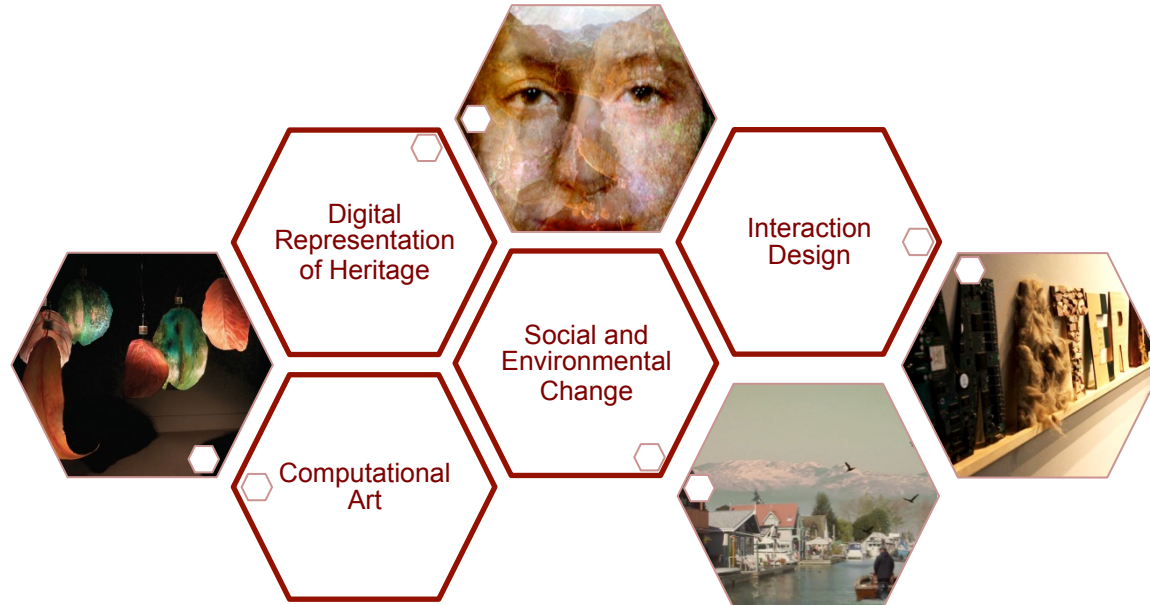 Digital
Representation
of Heritage
Interaction
Design
Social and
Environmental
Change
Computational
Art